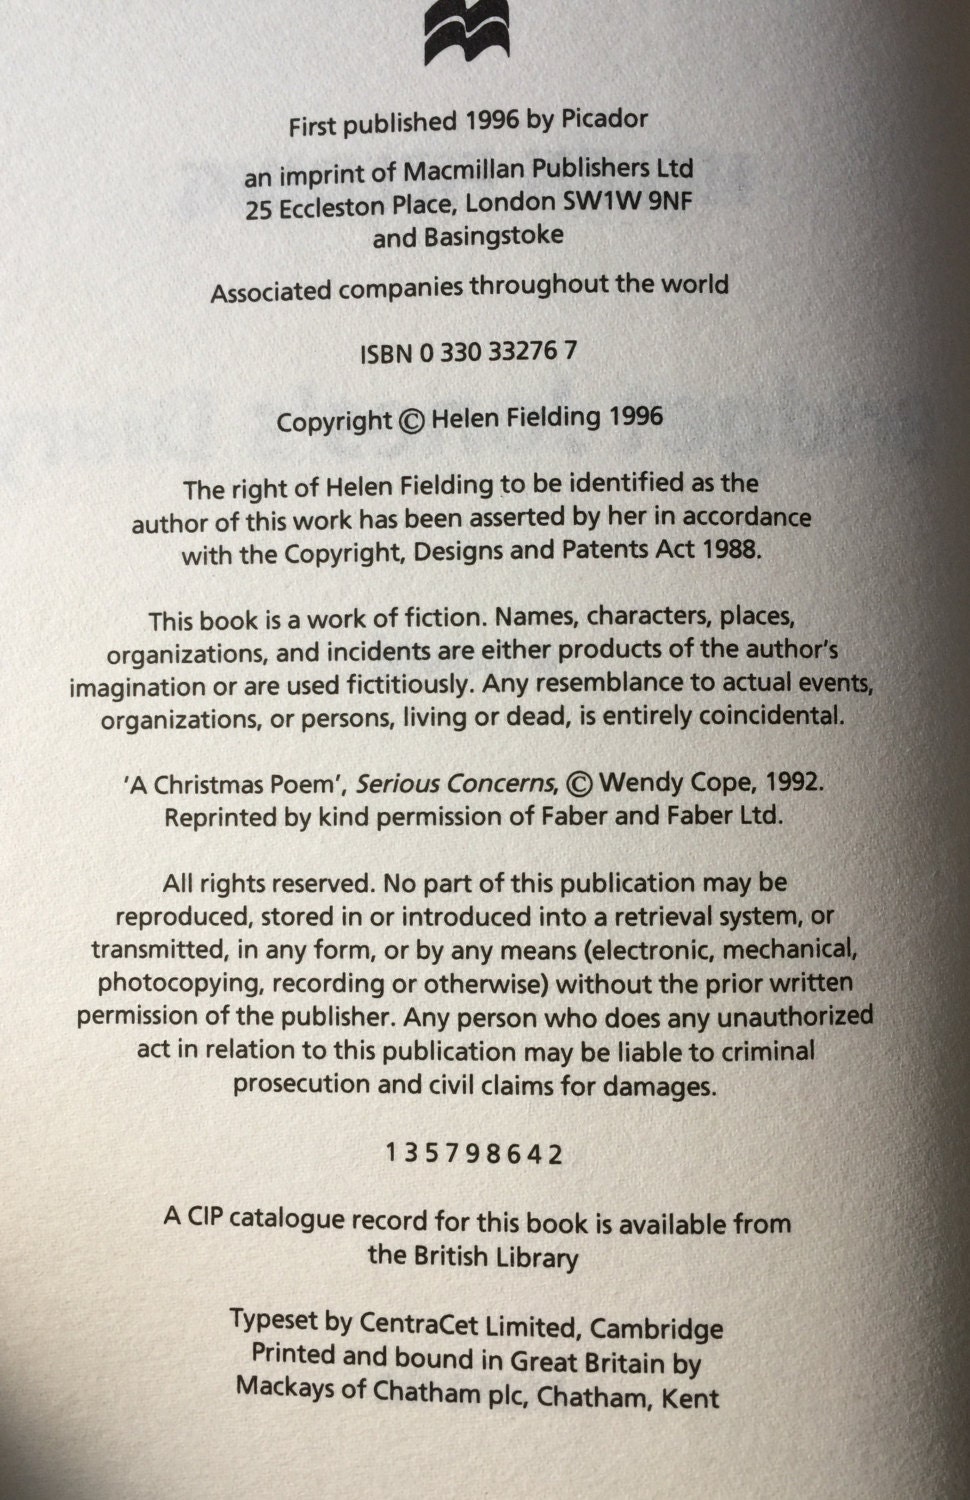 First published 1996 by Picador
an imprint of Macmillan Publishers Ltd
25 Eccleston Place, London SW1W 9NF
and Basingstoke
Associated companies throughout the world
ISBN 0 330 33276 7
Copyright © Helen Fielding 1996
The right of Helen Fielding to be identified as the
author of this work has been asserted by her in accordance
with the Copyright, Designs and Patents Act 1988.
This book is a work of fiction. Names, characters, places,
organizations, and incidents are either products of the author's
imagination or are used fictitiously. Any resemblance to actual events,
organizations, or persons, living or dead, is entirely coincidental.
'A Christmas Poem', Serious Concerns, © Wendy Cope, 1992.
Reprinted by kind permission of Faber and Faber Ltd.
All rights reserved. No part of this publication may be
reproduced, stored in or introduced into a retrieval system, or
transmitted, in any form, or by any means (electronic, mechanical,
photocopying, recording or otherwise) without the prior written
permission of the publisher. Any person who does any unauthorized
act in relation to this publication may be liable to criminal
prosecution and civil claims for damages.
1 3 5 7 9 8 6 4 2
A CIP catalogue record for this book is available from
the British Library
Typeset by CentraCet Limited, Cambridge
Printed and bound in Great Britain by
Mackays of Chatham plc, Chatham, Kent